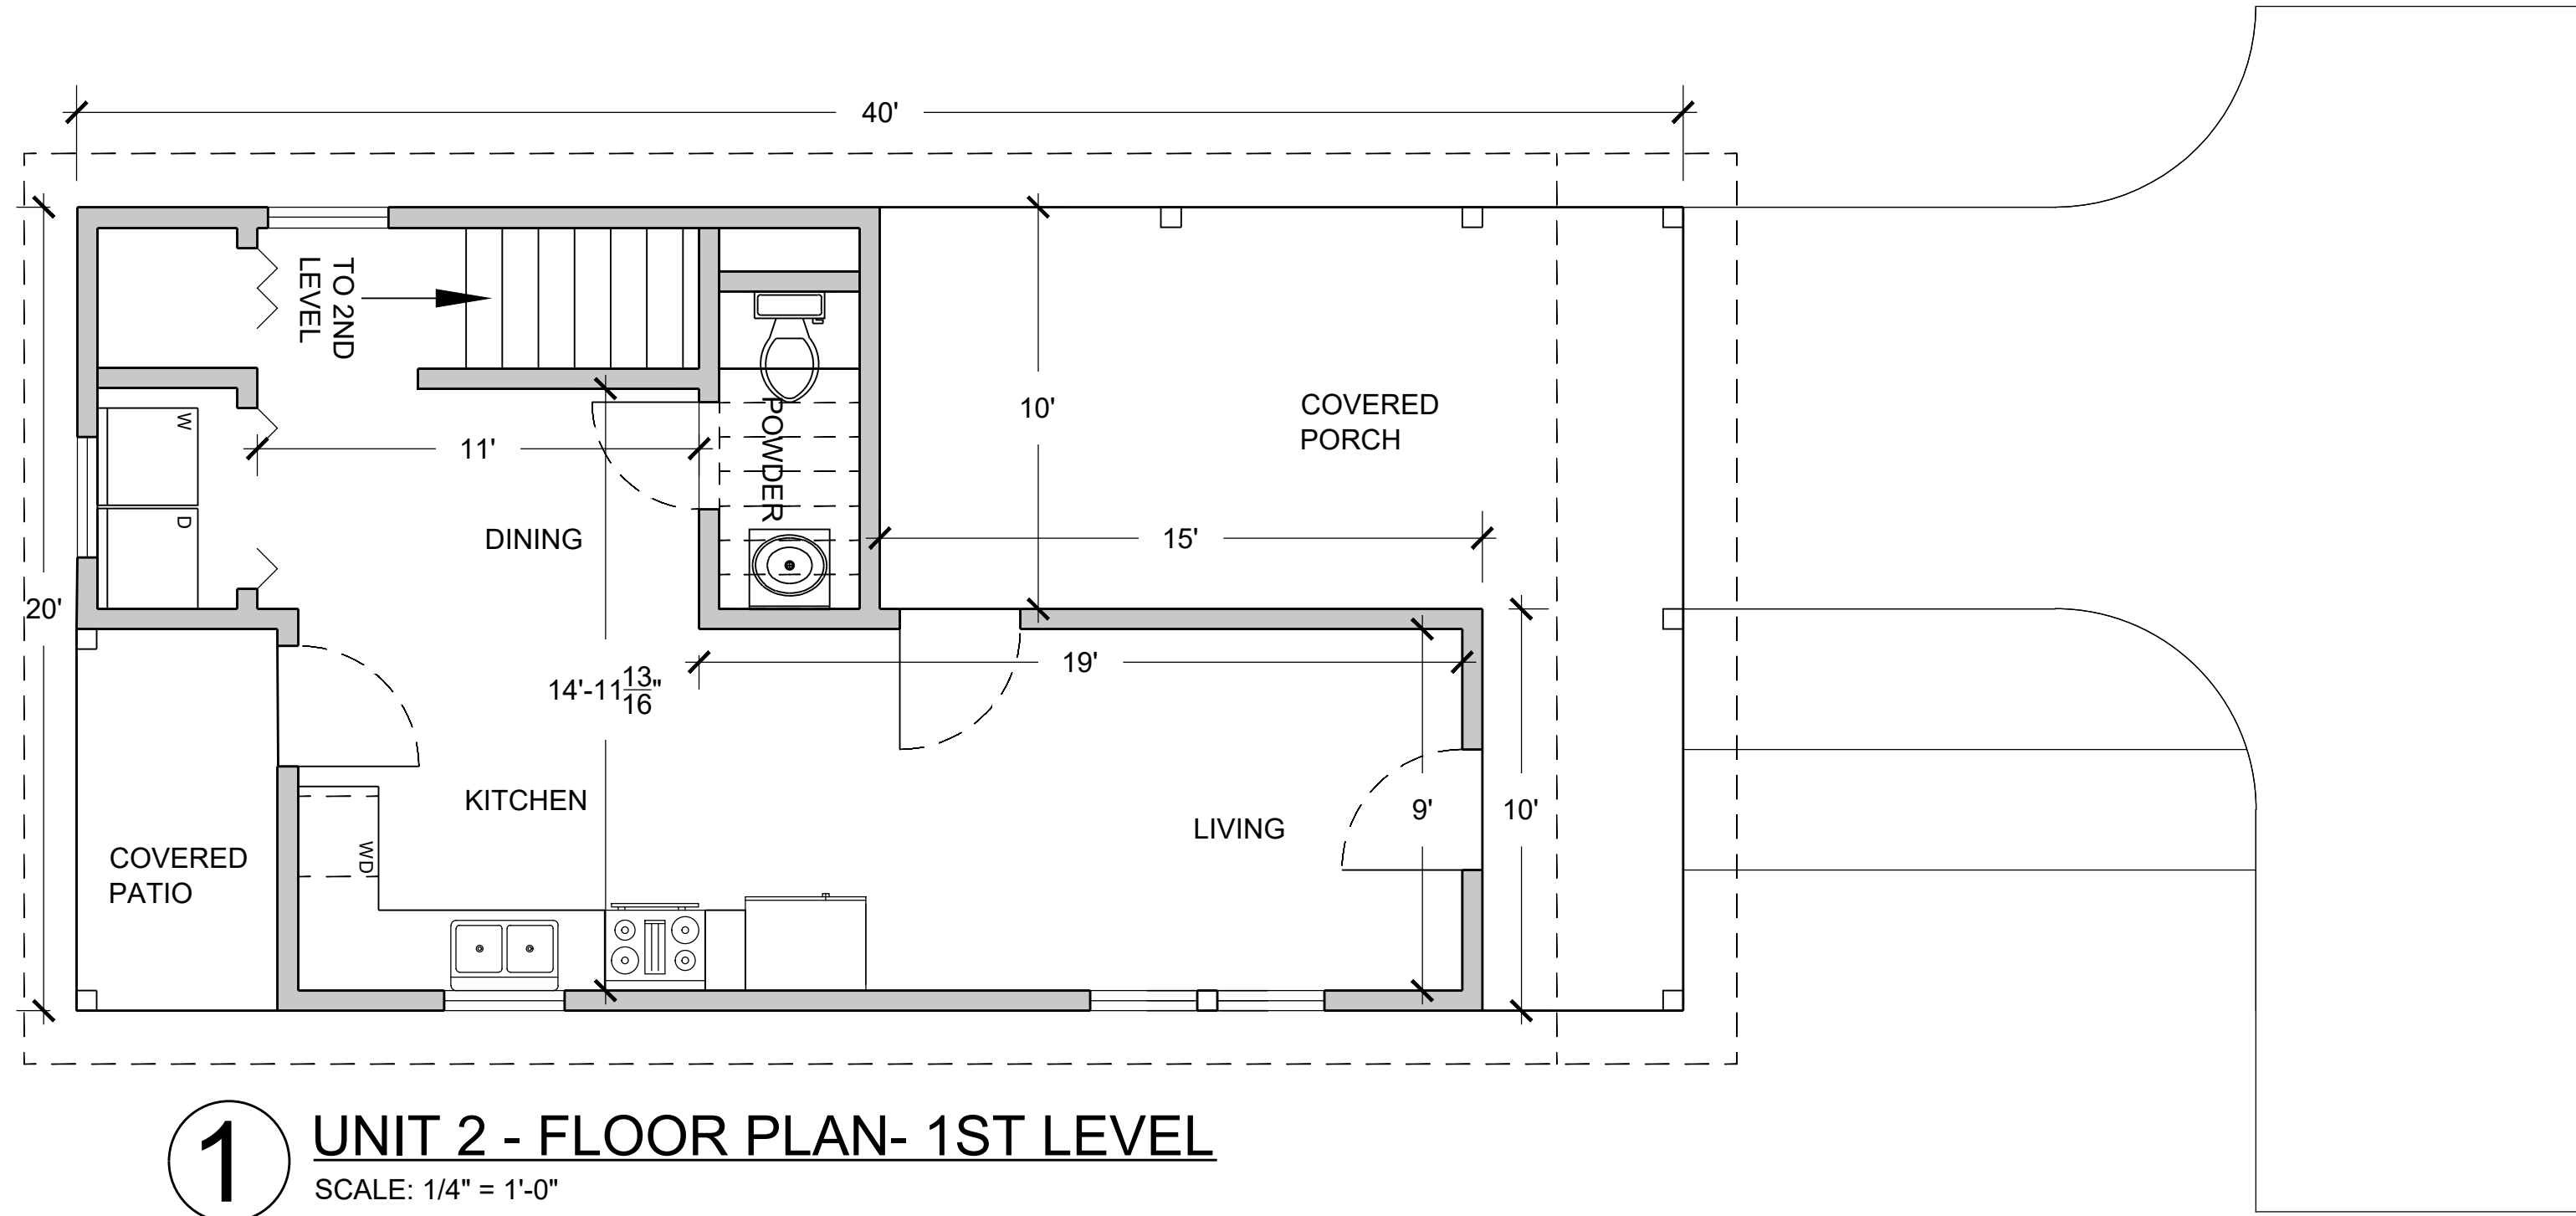 40'
TO 2ND
LEVEL
W
D
11'
POWDER
10'
COVERED
PORCH
DINING
15'
20'
19'
14'-11 13/16"
KITCHEN
LIVING
9'
10'
WD
COVERED
PATIO
1
UNIT 2 - FLOOR PLAN- 1ST LEVEL
SCALE: 1/4" = 1'-0"